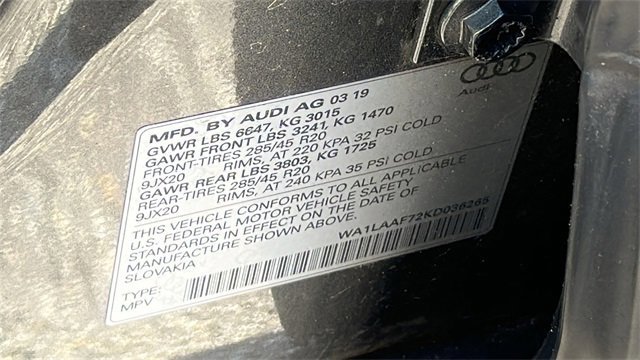 MFD. BY AUDI AG 03 19
GVWR LBS 6647, KG 3015
GAWR FRONT LBS 3241, KG 1470
FRONT-TIRES 285/45 R20
9JX20 RIMS, AT 220 KPA 32 PSI COLD
GAWR REAR LBS 3803, KG 1725
REAR-TIRES 285/45 R20
9JX20 RIMS, AT 240 KPA 35 PSI COLD
THIS VEHICLE CONFORMS TO ALL APPLICABLE
U.S. FEDERAL MOTOR VEHICLE SAFETY
STANDARDS IN EFFECT ON THE DATE OF
MANUFACTURE SHOWN ABOVE.
SLOVAKIA
WA1LAAF72KD036265
TYPE:
MPV
Audi